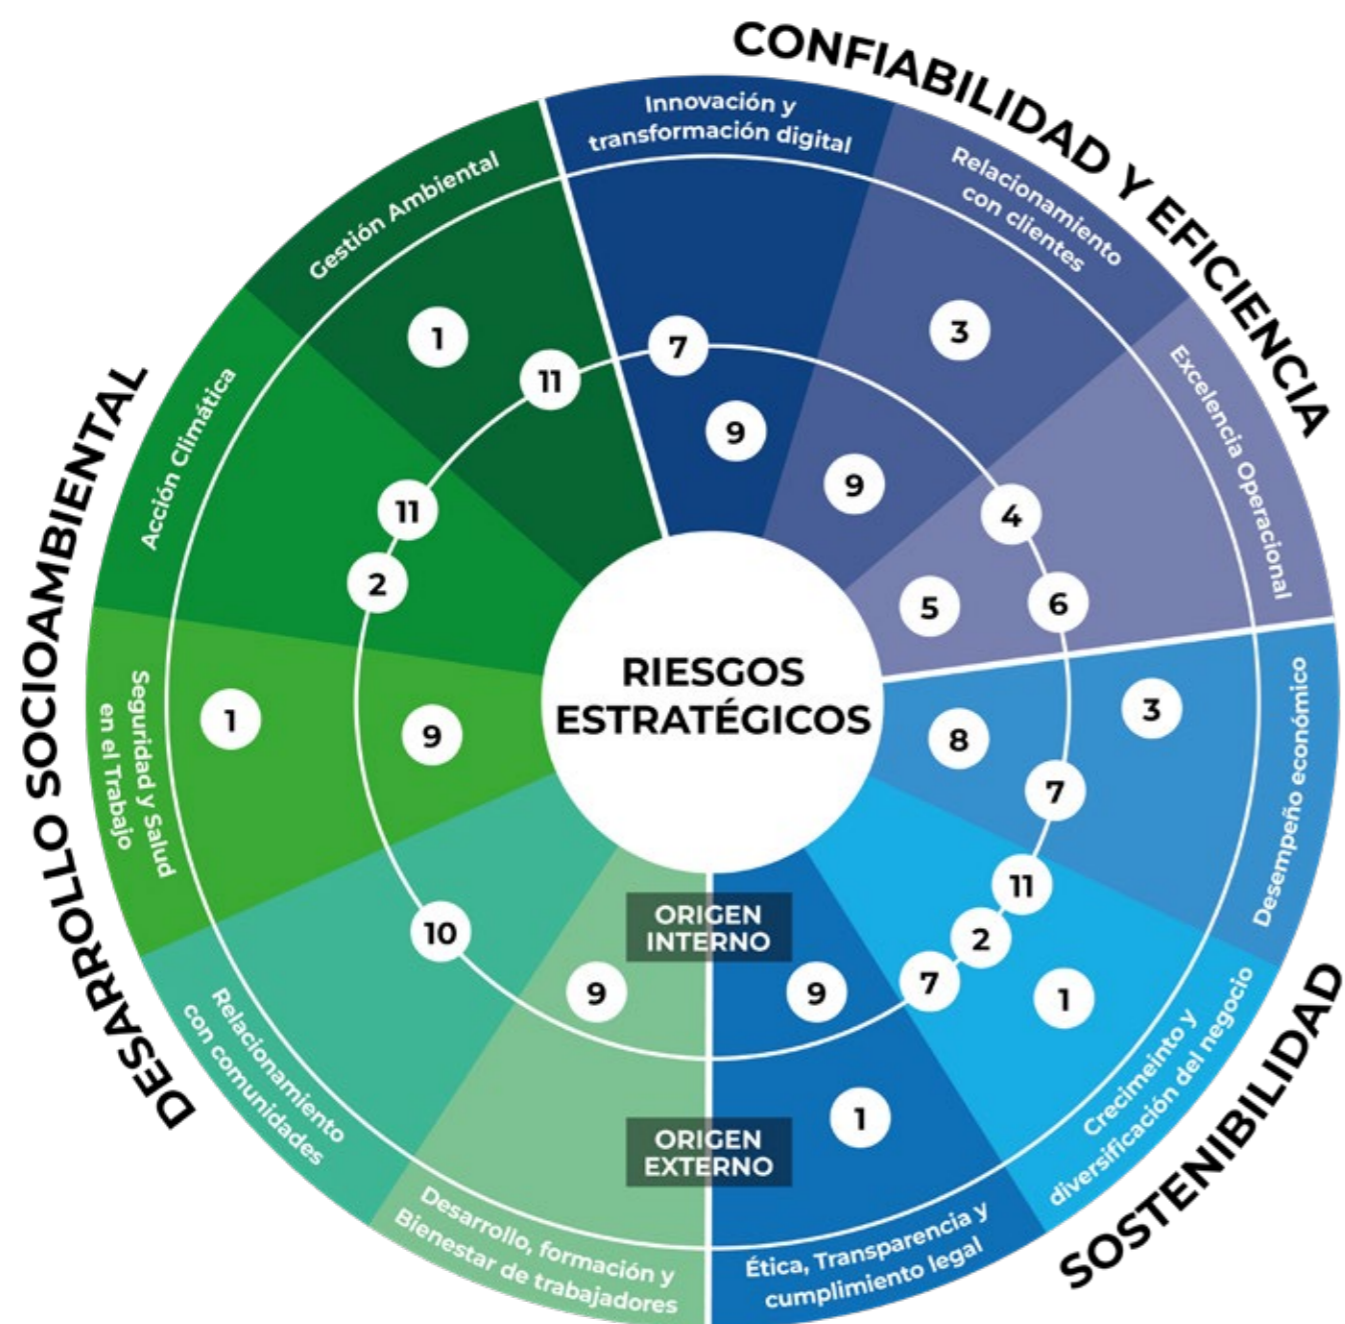 CONFIABILIDAD Y EFICIENCIA
Innovación y
transformación digital
7
9
Relacionamiento
con clientes
3
9
Excelencia Operacional
4
5
6
Desempeño económico
3
8
7
Crecimeinto y
diversificación del negocio
11
2
7
1
SOSTENIBILIDAD
Ética, Transparencia y
cumplimiento legal
9
1
Desarrollo, formación y
Bienestar de trabajadores
9
Relacionamiento
con comunidades
10
Seguridad y Salud
en el Trabajo
1
9
Acción Climática
11
2
Gestión Ambiental
1
11
DESARROLLO SOCIOAMBIENTAL
RIESGOS
ESTRATÉGICOS
ORIGEN
INTERNO
ORIGEN
EXTERNO